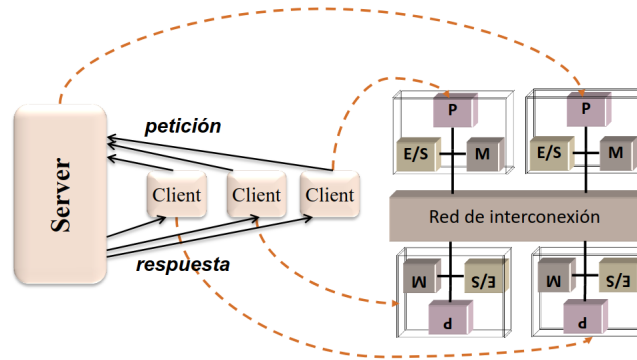 Server
petición
Client
Client
Client
respuesta
P
E/S
M
P
E/S
M
Red de interconexión
M
E/S
P
M
E/S
P